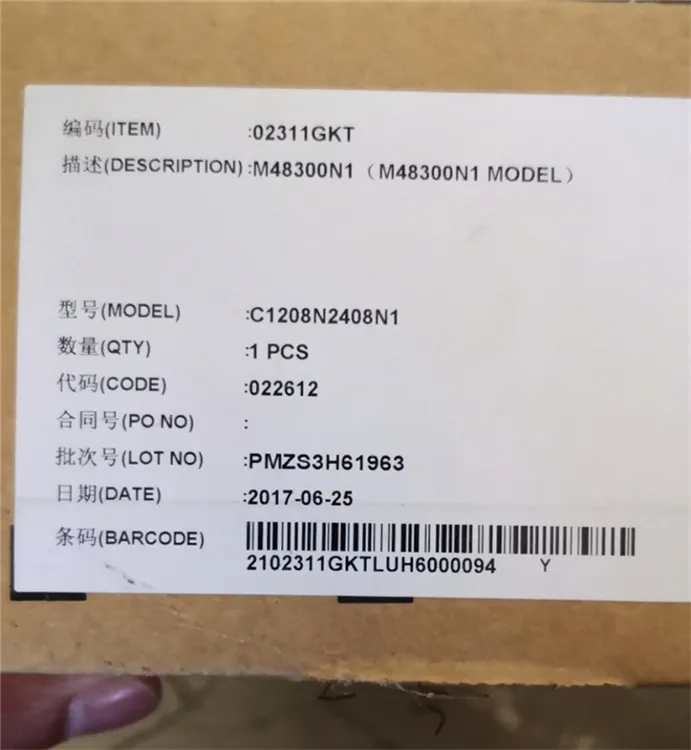 编码(ITEM) :02311GKT
描述(DESCRIPTION) :M48300N1（M48300N1 MODEL）
型号(MODEL) :C1208N2408N1
数量(QTY) :1 PCS
代码(CODE) :022612
合同号(PO NO) :
批次号(LOT NO) :PMZS3H61963
日期(DATE) :2017-06-25
条码(BARCODE)
2102311GKTLUH6000094 Y